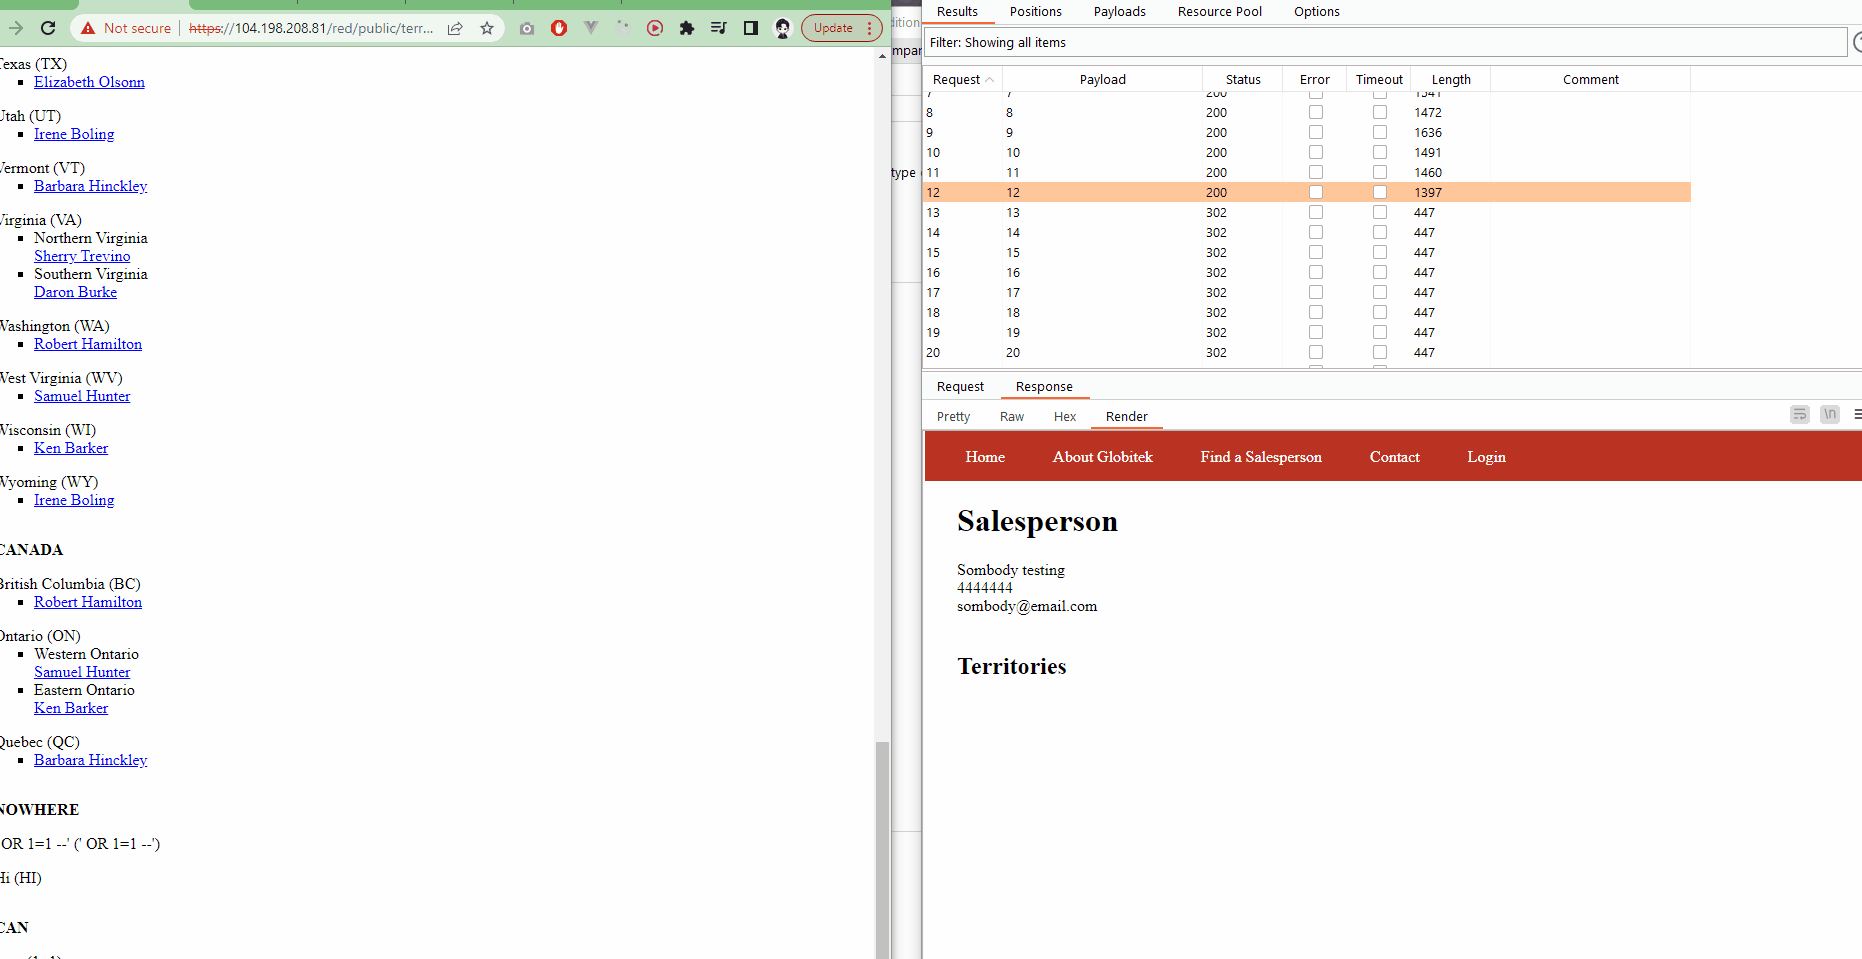 Not secure https://104.198.208.81/red/public/terr... Update
Texas (TX)
Elizabeth Olsonn
Utah (UT)
Irene Boling
Vermont (VT)
Barbara Hinckley
Virginia (VA)
Northern Virginia
Sherry Trevino
Southern Virginia
Daron Burke
Washington (WA)
Robert Hamilton
West Virginia (WV)
Samuel Hunter
Wisconsin (WI)
Ken Barker
Wyoming (WY)
Irene Boling
CANADA
British Columbia (BC)
Robert Hamilton
Ontario (ON)
Western Ontario
Samuel Hunter
Eastern Ontario
Ken Barker
Quebec (QC)
Barbara Hinckley
NOWHERE
OR 1=1 --' (' OR 1=1 --')
Hi (HI)
CAN
dition
mpar
type
Results Positions Payloads Resource Pool Options
Filter: Showing all items
Request Payload Status Error Timeout Length Comment
7 7 200 1541
8 8 200 1472
9 9 200 1636
10 10 200 1491
11 11 200 1460
12 12 200 1397
13 13 302 447
14 14 302 447
15 15 302 447
16 16 302 447
17 17 302 447
18 18 302 447
19 19 302 447
20 20 302 447
Request Response
Pretty Raw Hex Render
\n
Home About Globitek Find a Salesperson Contact Login
Salesperson
Sombody testing
4444444
sombody@email.com
Territories